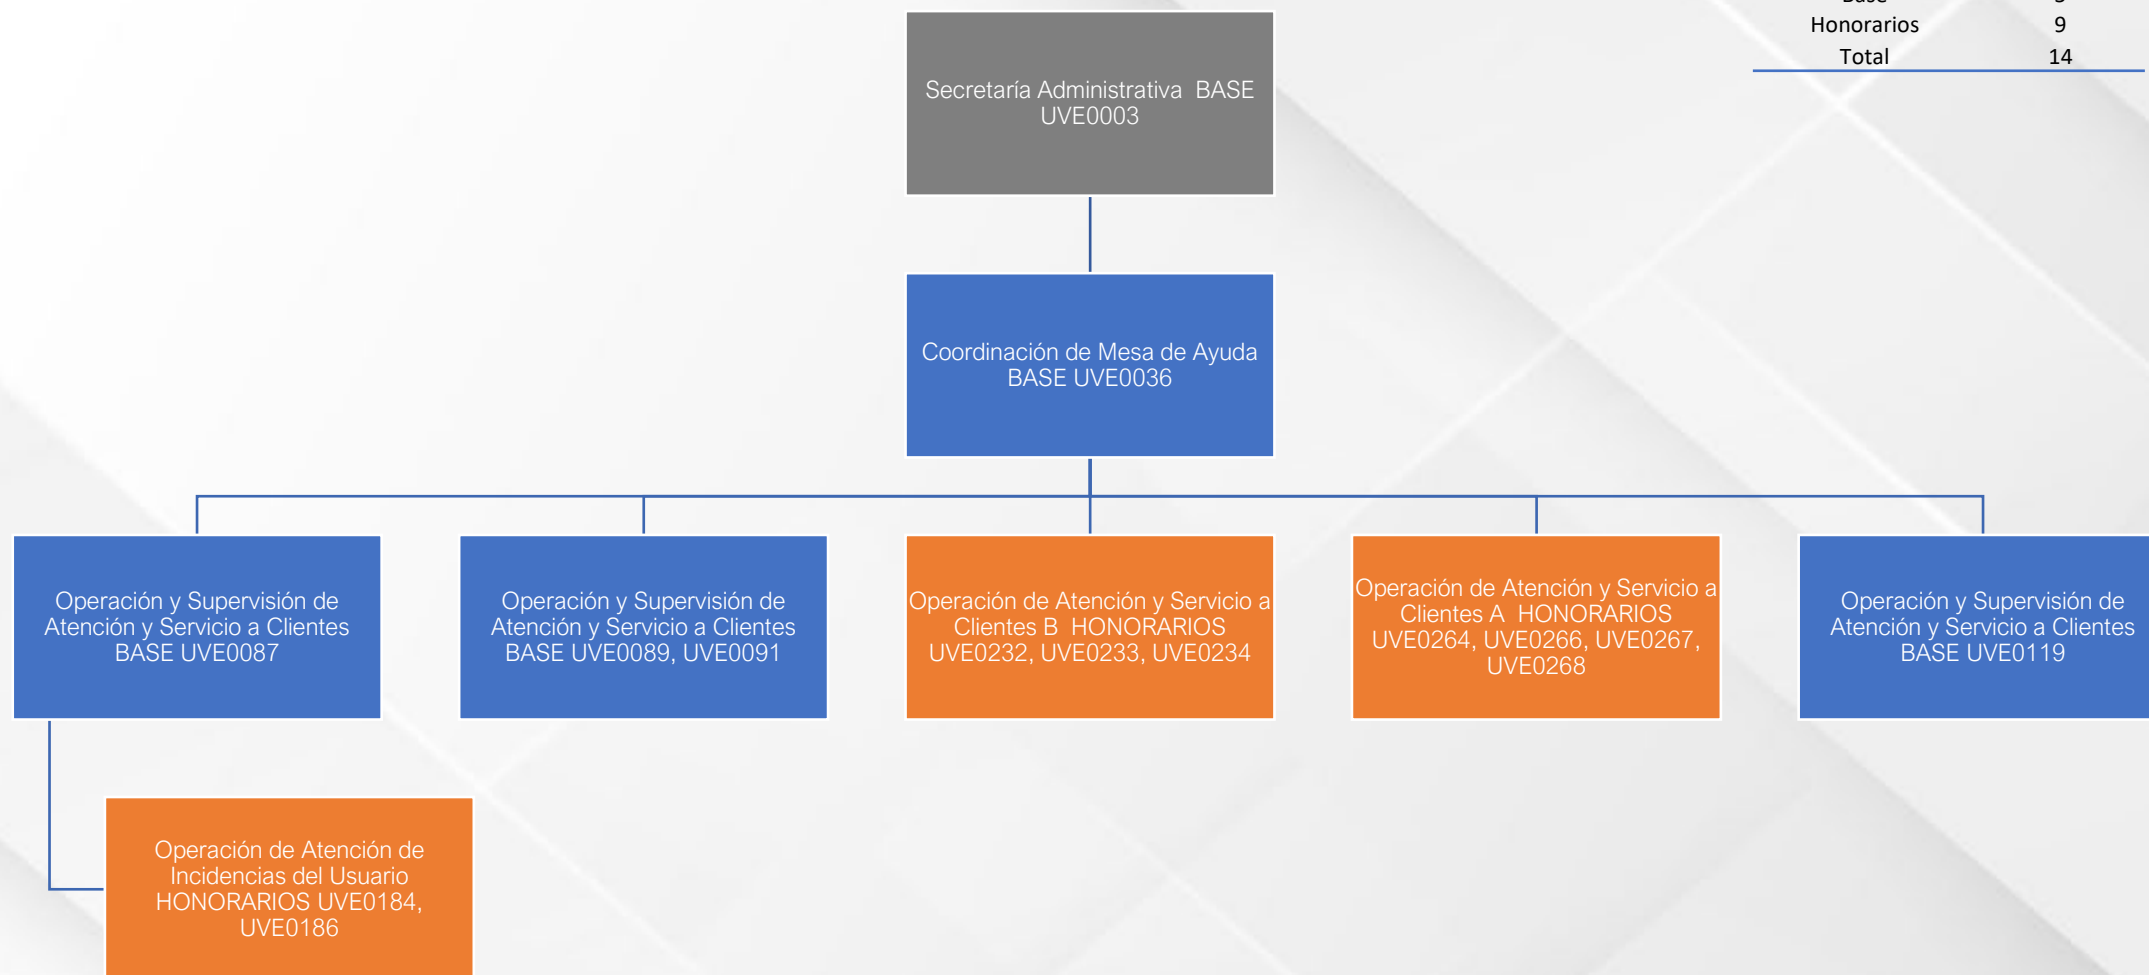 Honorarios 9
Total 14
Secretaría Administrativa  BASE
UVE0003
Coordinación de Mesa de Ayuda
BASE UVE0036
Operación y Supervisión de
Atención y Servicio a Clientes
BASE UVE0087
Operación y Supervisión de
Atención y Servicio a Clientes
BASE UVE0089, UVE0091
Operación de Atención y Servicio a
Clientes B  HONORARIOS
UVE0232, UVE0233, UVE0234
Operación de Atención y Servicio a
Clientes A  HONORARIOS
UVE0264, UVE0266, UVE0267,
UVE0268
Operación y Supervisión de
Atención y Servicio a Clientes
BASE UVE0119
Operación de Atención de
Incidencias del Usuario
HONORARIOS UVE0184,
UVE0186